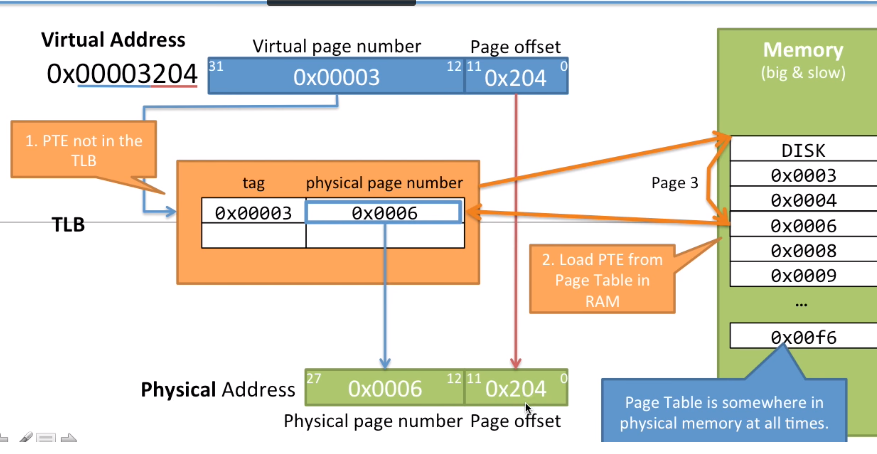 Virtual Address
0x00003204
Virtual page number
Page offset
31
0x00003
12
11
0x204
0
Memory
(big & slow)
1. PTE not in the
TLB
tag
physical page number
0x00003
0x0006
TLB
Page 3
DISK
0x0003
0x0004
0x0006
0x0008
0x0009
...
0x00f6
2. Load PTE from
Page Table in
RAM
Physical Address
27
0x0006
12
11
0x204
0
Physical page number
Page offset
Page Table is somewhere in
physical memory at all times.